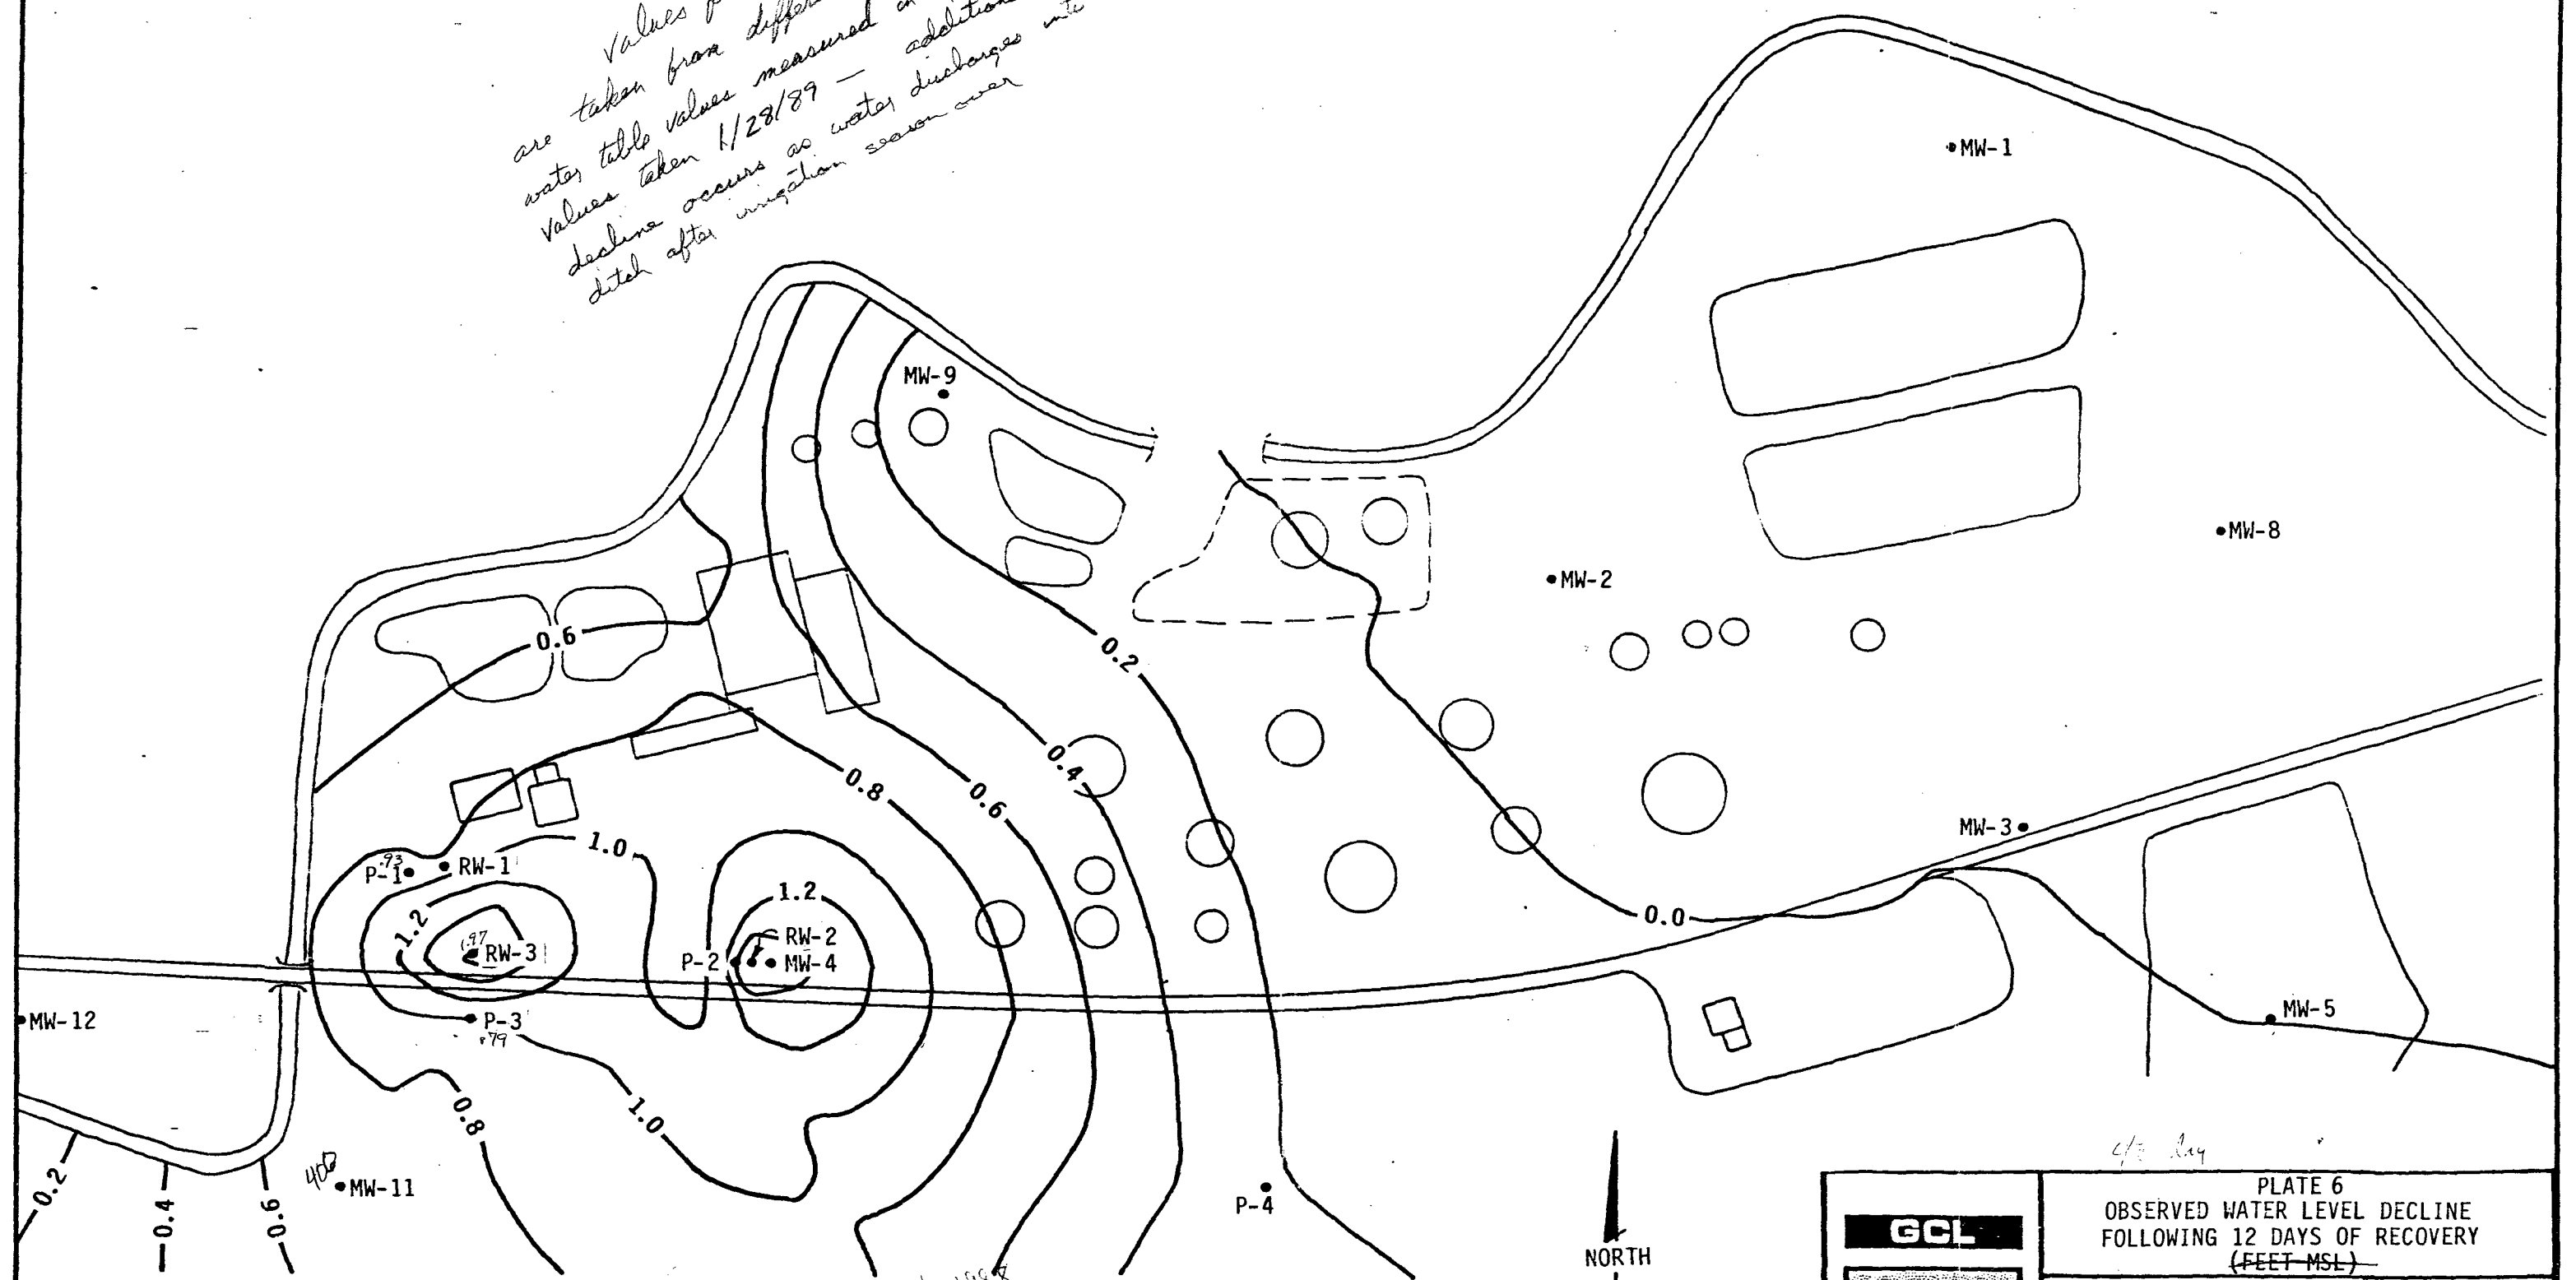 values
are taken from
water table values measured
values taken 1/28/89 — additional
decline occurs as water discharges into
ditch after irrigation season over
MW-1
MW-9
MW-8
MW-2
0.6
0.2
0.4
0.8
0.6
MW-3
1.0
.93
P-1
RW-1
1.2
1.2
0.0
RW-2
RW-3
P-2
MW-4
MW-12
P-3
.79
MW-5
0.8
1.0
0.2
0.4
0.6
MW-11
P-4
NORTH
GCL
PLATE 6
OBSERVED WATER LEVEL DECLINE
FOLLOWING 12 DAYS OF RECOVERY
(FEET MSL)